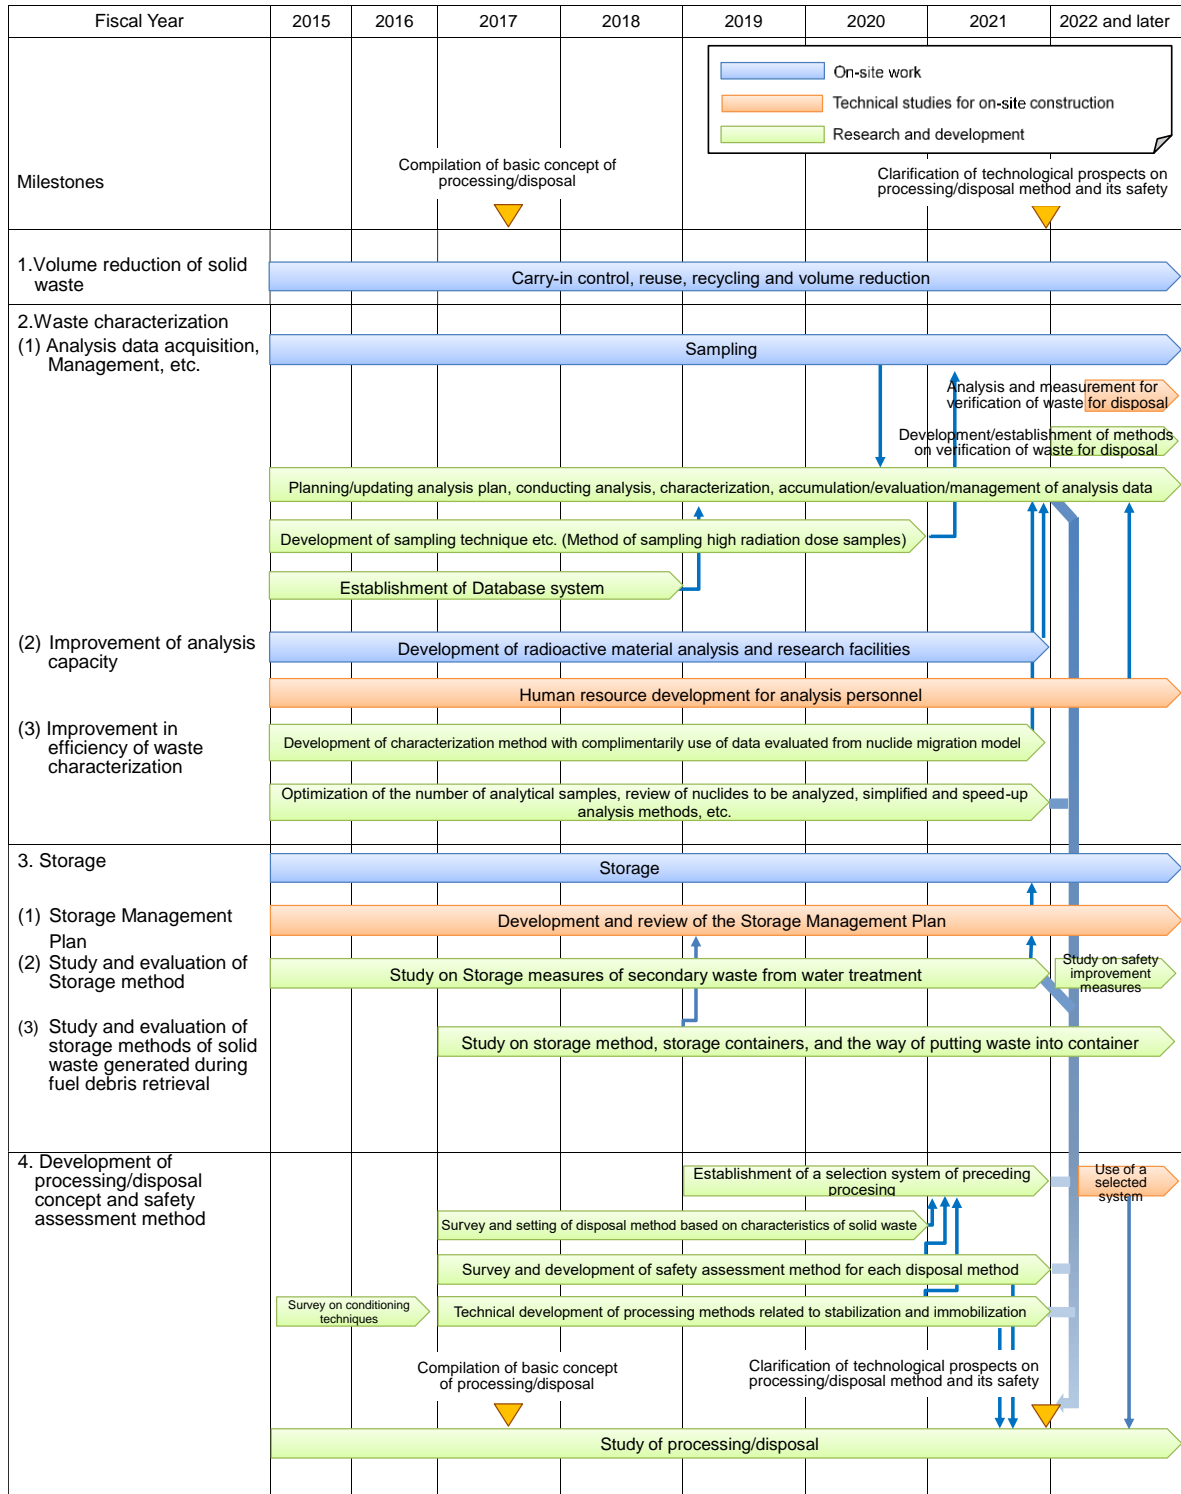 Fiscal Year 2015 2016 2017 2018 2019 2020 2021 2022 and later
On-site work
Technical studies for on-site construction
Research and development
Milestones
Compilation of basic concept of
processing/disposal
Clarification of technological prospects on
processing/disposal method and its safety
1.Volume reduction of solid
waste
Carry-in control, reuse, recycling and volume reduction
2.Waste characterization
(1) Analysis data acquisition,
Management, etc.
Sampling
Analysis and measurement for
verification of waste for disposal
Development/establishment of methods
on verification of waste for disposal
Planning/updating analysis plan, conducting analysis, characterization, accumulation/evaluation/management of analysis data
Development of sampling technique etc. (Method of sampling high radiation dose samples)
Establishment of Database system
(2) Improvement of analysis
capacity
Development of radioactive material analysis and research facilities
Human resource development for analysis personnel
(3) Improvement in
efficiency of waste
characterization
Development of characterization method with complimentarily use of data evaluated from nuclide migration model
Optimization of the number of analytical samples, review of nuclides to be analyzed, simplified and speed-up
analysis methods, etc.
3. Storage
Storage
(1) Storage Management
Plan
Development and review of the Storage Management Plan
(2) Study and evaluation of
Storage method
Study on Storage measures of secondary waste from water treatment
Study on safety
improvement
measures
(3) Study and evaluation of
storage methods of solid
waste generated during
fuel debris retrieval
Study on storage method, storage containers, and the way of putting waste into container
4. Development of
processing/disposal
concept and safety
assessment method
Establishment of a selection system of preceding
procesing
Use of a
selected
system
Survey and setting of disposal method based on characteristics of solid waste
Survey and development of safety assessment method for each disposal method
Survey on conditioning
techniques
Technical development of processing methods related to stabilization and immobilization
Compilation of basic concept
of processing/disposal
Clarification of technological prospects on
processing/disposal method and its safety
Study of processing/disposal